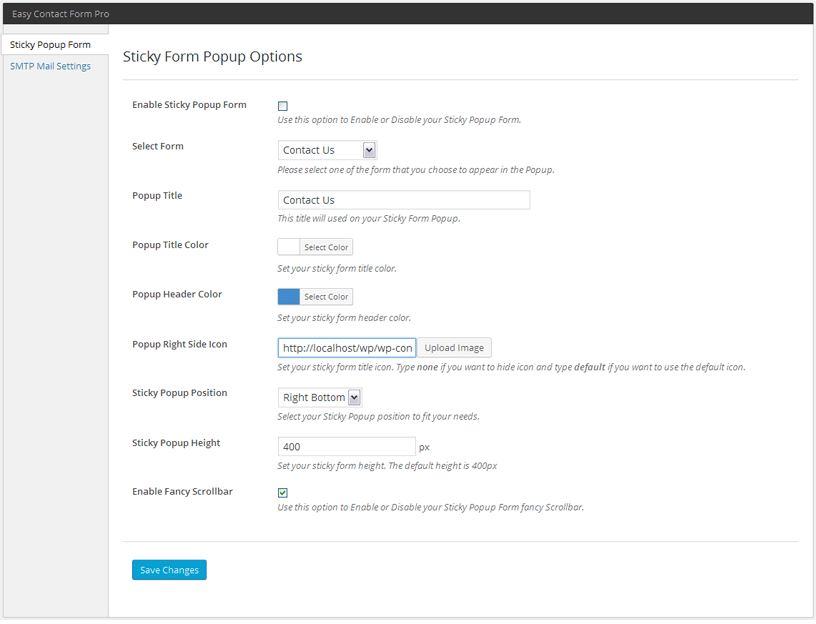 Easy Contact Form Pro
Sticky Popup Form
SMTP Mail Settings
Sticky Form Popup Options
Enable Sticky Popup Form
Use this option to Enable or Disable your Sticky Popup Form.
Select Form
Contact Us
Please select one of the form that you choose to appear in the Popup.
Popup Title
Contact Us
This title will used on your Sticky Form Popup.
Popup Title Color
Select Color
Set your sticky form title color.
Popup Header Color
Select Color
Set your sticky form header color.
Popup Right Side Icon
http://localhost/wp/wp-con Upload Image
Set your sticky form title icon. Type none if you want to hide icon and type default if you want to use the default icon.
Sticky Popup Position
Right Bottom
Select your Sticky Popup position to fit your needs.
Sticky Popup Height
400 px
Set your sticky form height. The default height is 400px
Enable Fancy Scrollbar
Use this option to Enable or Disable your Sticky Popup Form fancy Scrollbar.
Save Changes